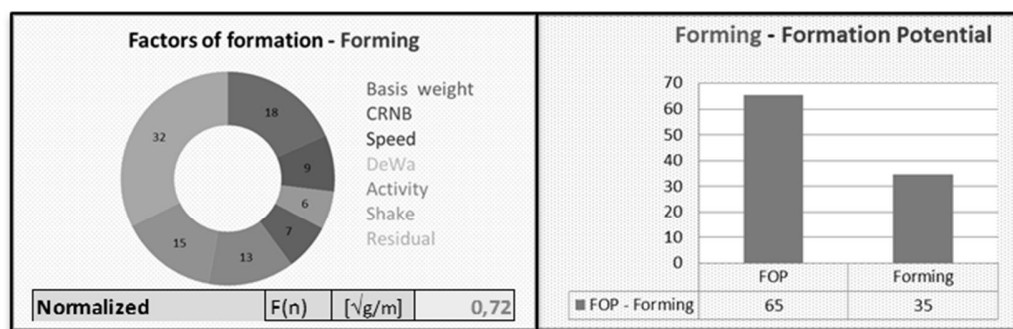 Factors of formation - Forming
18
9
6
7
13
15
32
Basis weight
CRNB
Speed
DeWa
Activity
Shake
Residual
Normalized F(n) [√g/m] 0,72
Forming - Formation Potential
70
60
50
40
30
20
10
0
FOP Forming
FOP - Forming 65 35